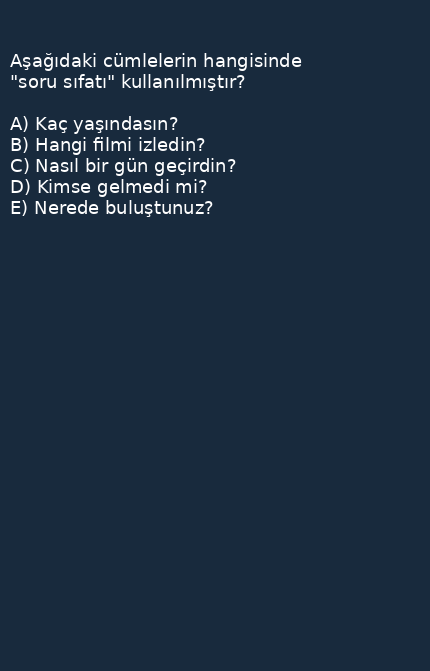 Aşağıdaki cümlelerin hangisinde
"soru sıfatı" kullanılmıştır?
A) Kaç yaşındasın?
B) Hangi filmi izledin?
C) Nasıl bir gün geçirdin?
D) Kimse gelmedi mi?
E) Nerede buluştunuz?